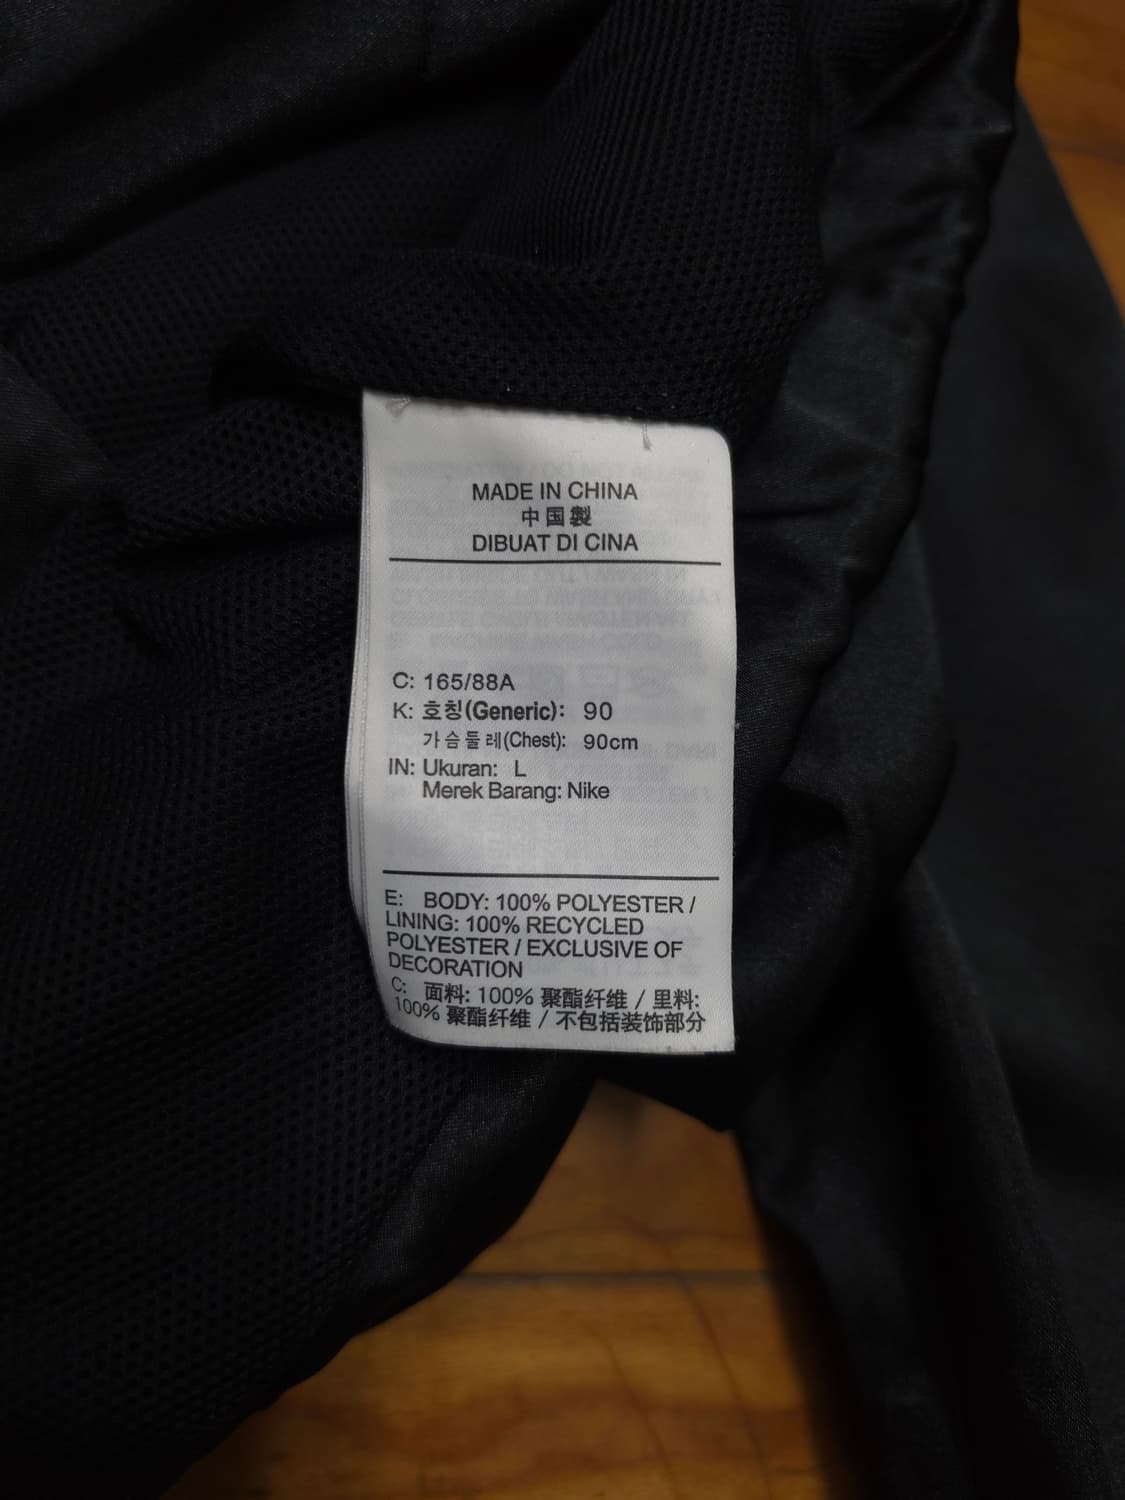 MADE IN CHINA
中国製
DIBUAT DI CINA
C: 165/88A
K: 호칭(Generic): 90
가슴둘레(Chest): 90cm
IN: Ukuran: L
Merek Barang: Nike
E: BODY: 100% POLYESTER /
LINING: 100% RECYCLED
POLYESTER / EXCLUSIVE OF
DECORATION
C: 面料: 100% 聚酯纤维 / 里料:
100% 聚酯纤维 / 不包括装饰部分